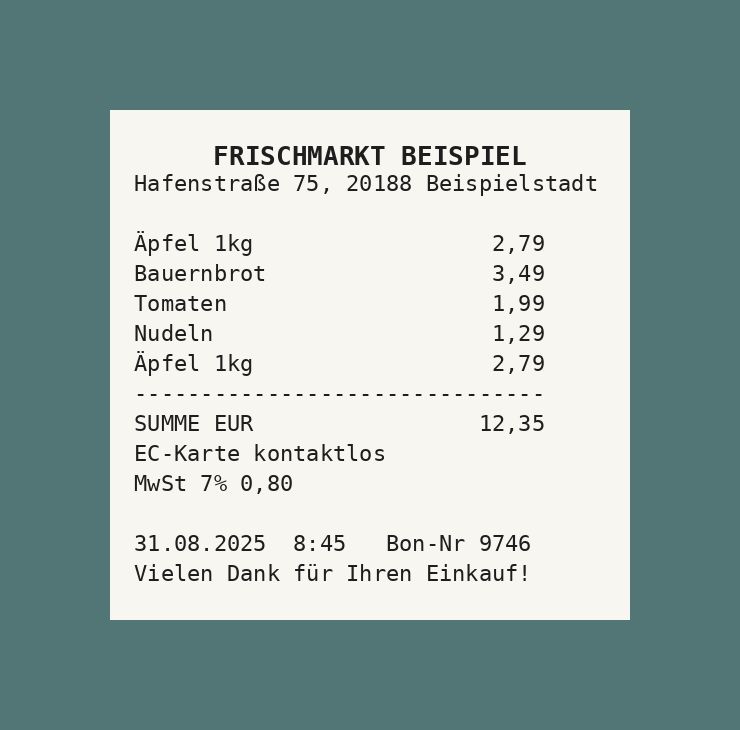 FRISCHMARKT BEISPIEL
Hafenstraße 75, 20188 Beispielstadt
Äpfel 1kg 2,79
Bauernbrot 3,49
Tomaten 1,99
Nudeln 1,29
Äpfel 1kg 2,79
-------------------------------
SUMME EUR 12,35
EC-Karte kontaktlos
MwSt 7% 0,80
31.08.2025 8:45 Bon-Nr 9746
Vielen Dank für Ihren Einkauf!